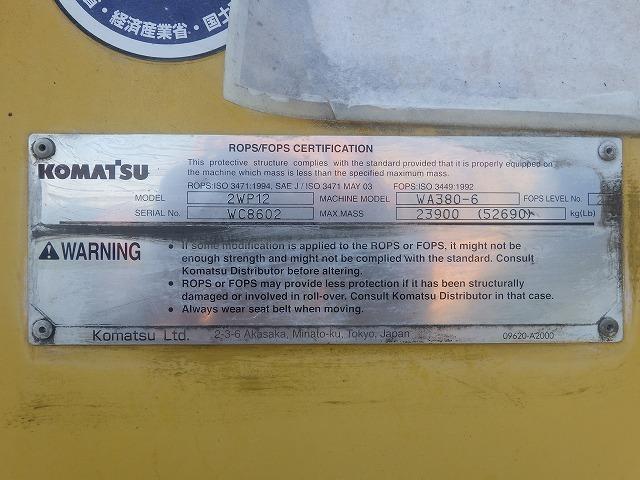 省・経済産業省・国土
ROPS/FOPS CERTIFICATION
KOMATSU
This protective structure complies with the standard provided that it is properly equipped on
the machine which mass is less than the specified maximum mass.
ROPS:ISO 3471:1994, SAE J / ISO 3471 MAY 03 FOPS:ISO 3449:1992
MODEL 2WP12 MACHINE MODEL WA380-6 FOPS LEVEL No.
SERIAL No. WC8602 MAX.MASS 23900 (52690) kg(Lb)
WARNING
• If some modification is applied to the ROPS or FOPS, it might not be
enough strength and might not be complied with the standard. Consult
Komatsu Distributor before altering.
• ROPS or FOPS may provide less protection if it has been structurally
damaged or involved in roll-over. Consult Komatsu Distributor in that case.
• Always wear seat belt when moving.
Komatsu Ltd. 2-3-6 Akasaka, Minato-ku, Tokyo, Japan 09620-A2000